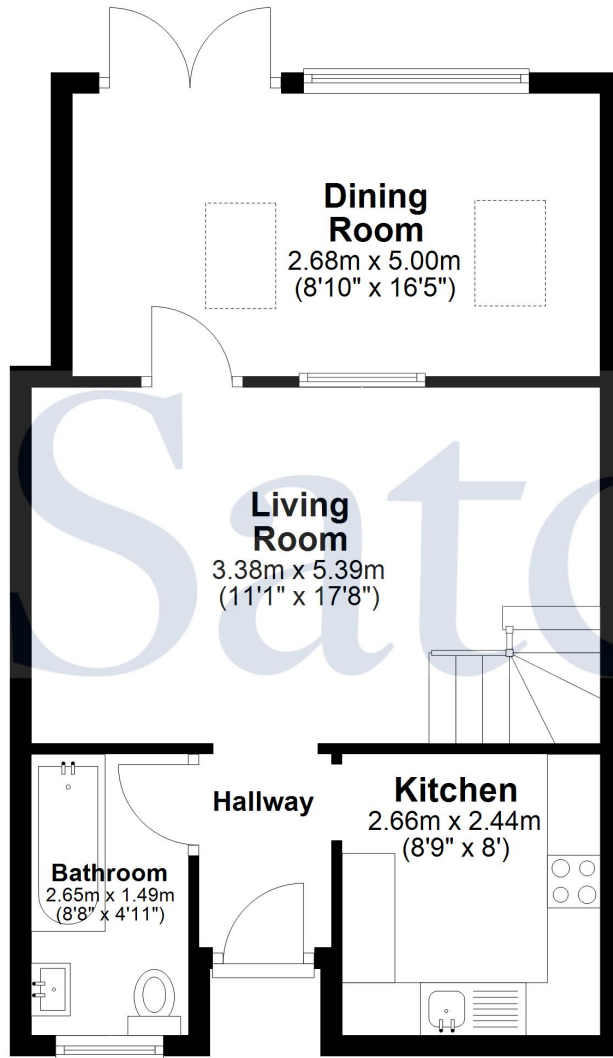 Dining
Room
2.68m x 5.00m
(8'10" x 16'5")
Living
Room
3.38m x 5.39m
(11'1" x 17'8")
Hallway
Kitchen
2.66m x 2.44m
(8'9" x 8')
Bathroom
2.65m x 1.49m
(8'8" x 4'11")